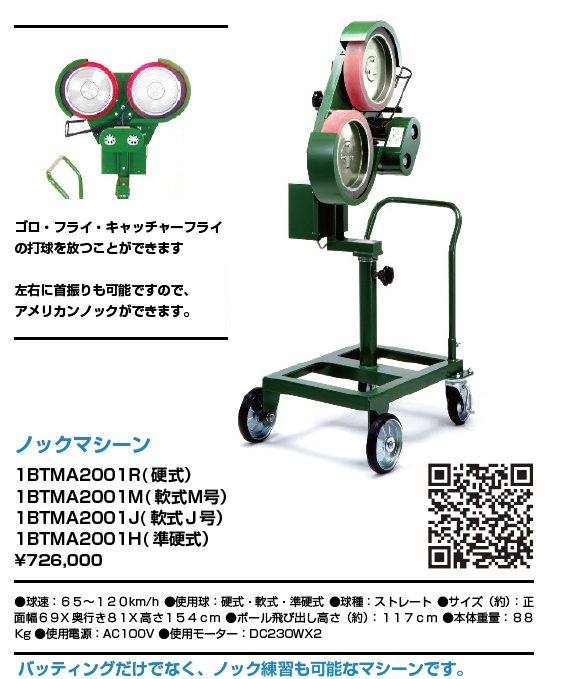 ゴロ・フライ・キャッチャーフライ
の打球を放つことができます
左右に首振りも可能ですので、
アメリカンノックができます。
ノックマシーン
1BTMA2001R(硬式)
1BTMA2001M(軟式M号)
1BTMA2001J(軟式J号)
1BTMA2001H(準硬式)
¥726,000
●球速：６５～１２０km/h ●使用球：硬式・軟式・準硬式 ●球種：ストレート ●サイズ（約）：正
面幅６９X奥行き８１X高さ１５４ｃｍ ●ボール飛び出し高さ（約）：１１７ｃｍ ●本体重量：８８
Kg ●使用電源：AC100V ●使用モーター：DC230WX2
バッティングだけでなく、ノック練習も可能なマシーンです。